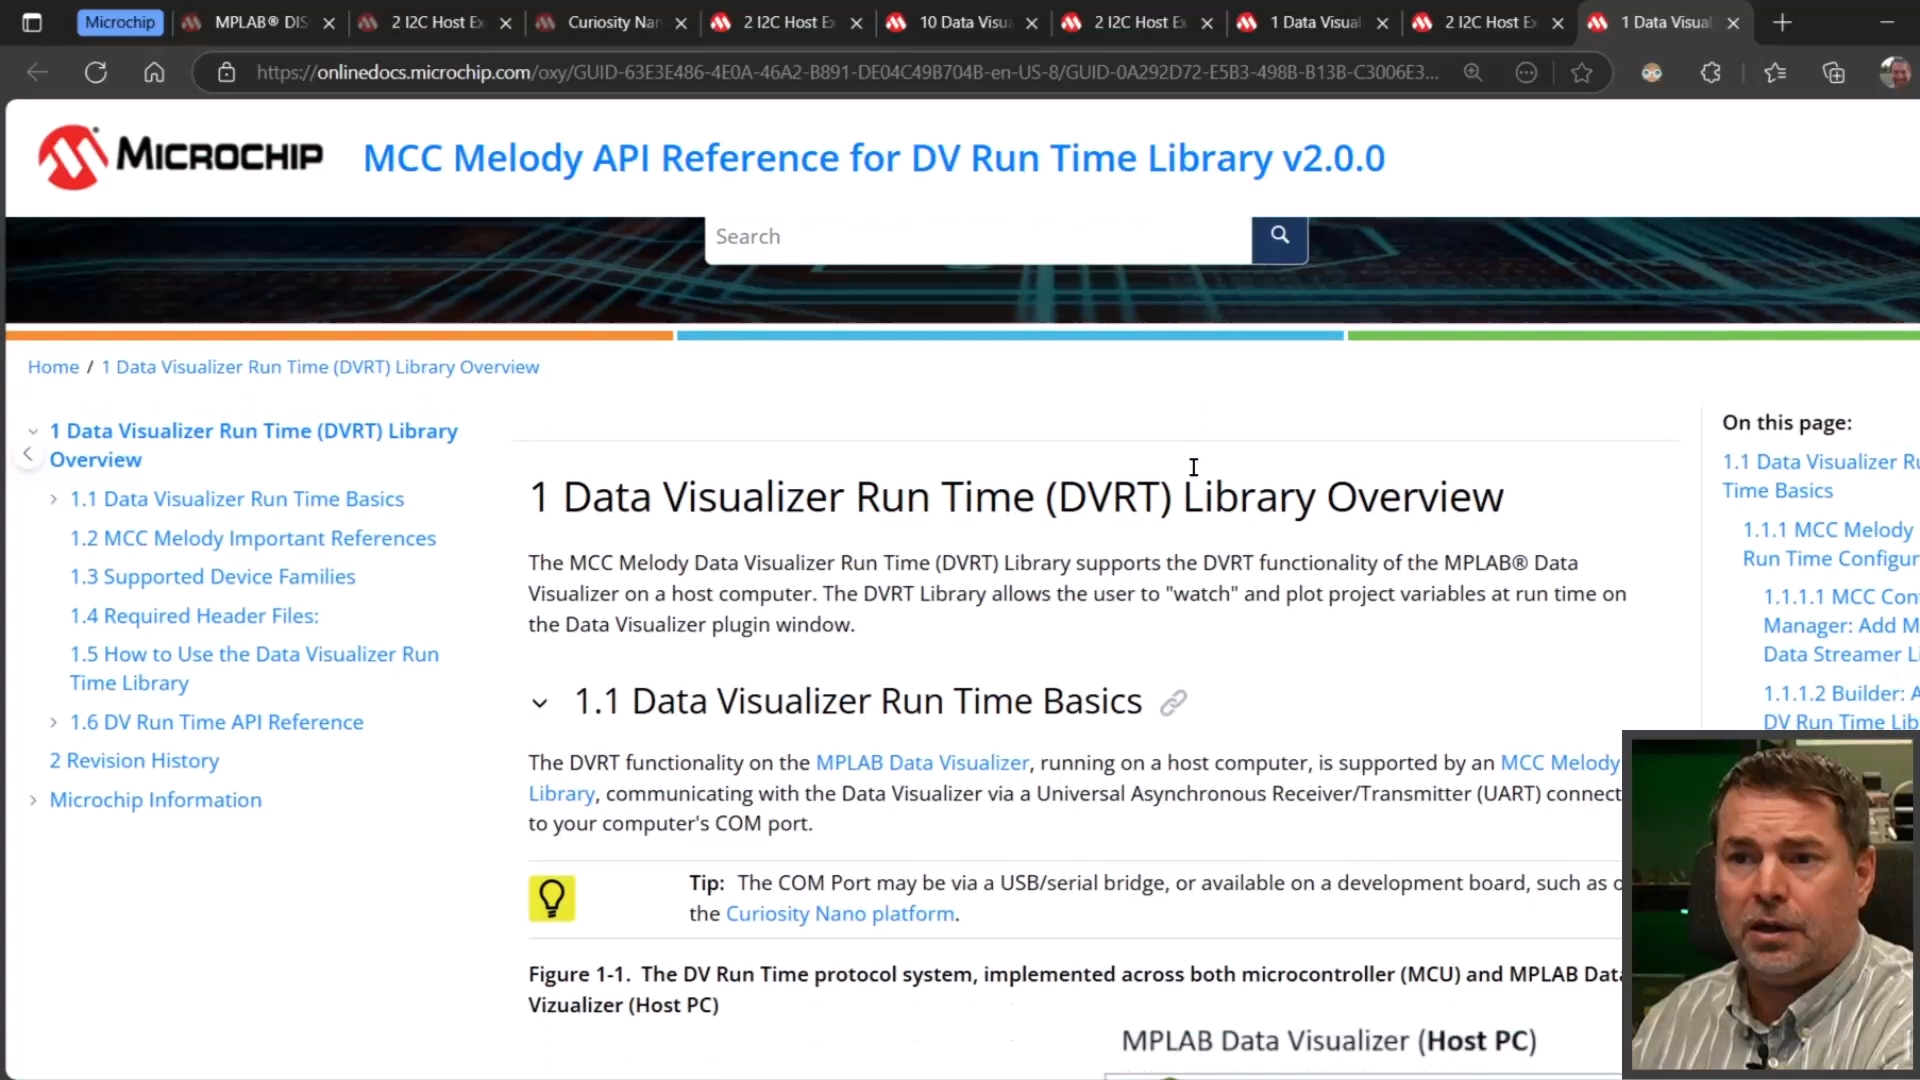 Microchip
MPLAB® DIS
2 I2C Host Ex
Curiosity Nan
2 I2C Host Ex
10 Data Visua
2 I2C Host Ex
1 Data Visual
2 I2C Host Ex
1 Data Visual
https://onlinedocs.microchip.com/oxy/GUID-63E3E486-4E0A-46A2-B891-DE04C49B704B-en-US-8/GUID-0A292D72-E5B3-498B-B13B-C3006E3...
MICROCHIP
MCC Melody API Reference for DV Run Time Library v2.0.0
Search
Home / 1 Data Visualizer Run Time (DVRT) Library Overview
1 Data Visualizer Run Time (DVRT) Library
Overview
1.1 Data Visualizer Run Time Basics
1.2 MCC Melody Important References
1.3 Supported Device Families
1.4 Required Header Files:
1.5 How to Use the Data Visualizer Run
Time Library
1.6 DV Run Time API Reference
2 Revision History
Microchip Information
1 Data Visualizer Run Time (DVRT) Library Overview
The MCC Melody Data Visualizer Run Time (DVRT) Library supports the DVRT functionality of the MPLAB® Data
Visualizer on a host computer. The DVRT Library allows the user to "watch" and plot project variables at run time on
the Data Visualizer plugin window.
1.1 Data Visualizer Run Time Basics
The DVRT functionality on the MPLAB Data Visualizer, running on a host computer, is supported by an MCC Melody
Library, communicating with the Data Visualizer via a Universal Asynchronous Receiver/Transmitter (UART) connect
to your computer's COM port.
Tip: The COM Port may be via a USB/serial bridge, or available on a development board, such as o
the Curiosity Nano platform.
Figure 1-1. The DV Run Time protocol system, implemented across both microcontroller (MCU) and MPLAB Data
Vizualizer (Host PC)
MPLAB Data Visualizer (Host PC)
On this page:
1.1 Data Visualizer Ru
Time Basics
1.1.1 MCC Melody
Run Time Configur
1.1.1.1 MCC Con
Manager: Add M
Data Streamer Li
1.1.1.2 Builder: A
DV Run Time Lib